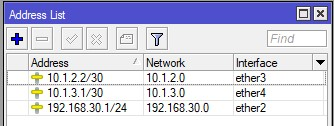 Address List
Find
Address Network Interface
10.1.2.2/30 10.1.2.0 ether3
10.1.3.1/30 10.1.3.0 ether4
192.168.30.1/24 192.168.30.0 ether2